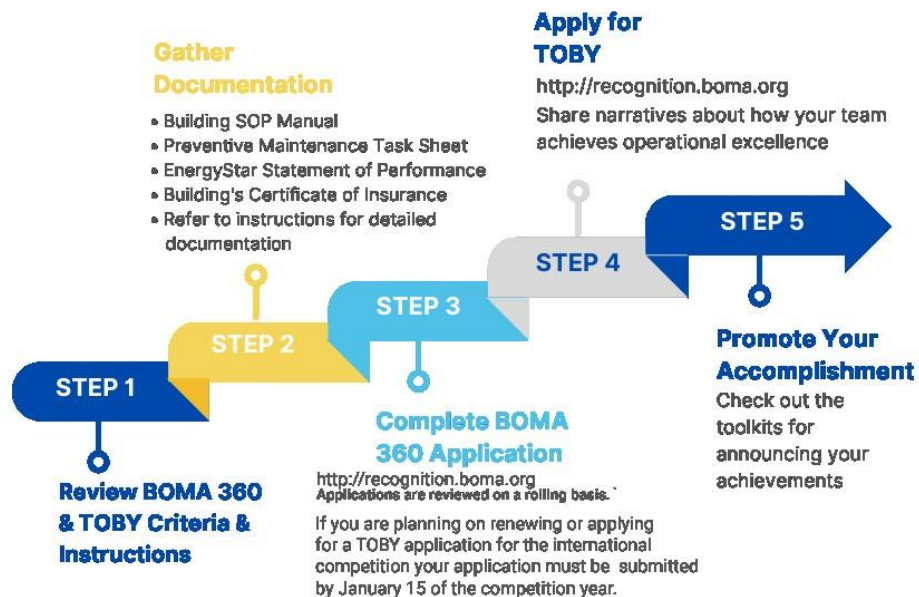 STEP 1
Review BOMA 360
& TOBY Criteria &
Instructions
Gather
Documentation
• Building SOP Manual
• Preventive Maintenance Task Sheet
• EnergyStar Statement of Performance
• Building's Certificate of Insurance
• Refer to instructions for detailed
documentation
STEP 2
STEP 3
Complete BOMA
360 Application
http://recognition.boma.org
Applications are reviewed on a rolling basis.
If you are planning on renewing or applying
for a TOBY application for the international
competition your application must be submitted
by January 15 of the competition year.
Apply for
TOBY
http://recognition.boma.org
Share narratives about how your team
achieves operational excellence
STEP 4
STEP 5
Promote Your
Accomplishment
Check out the
toolkits for
announcing your
achievements